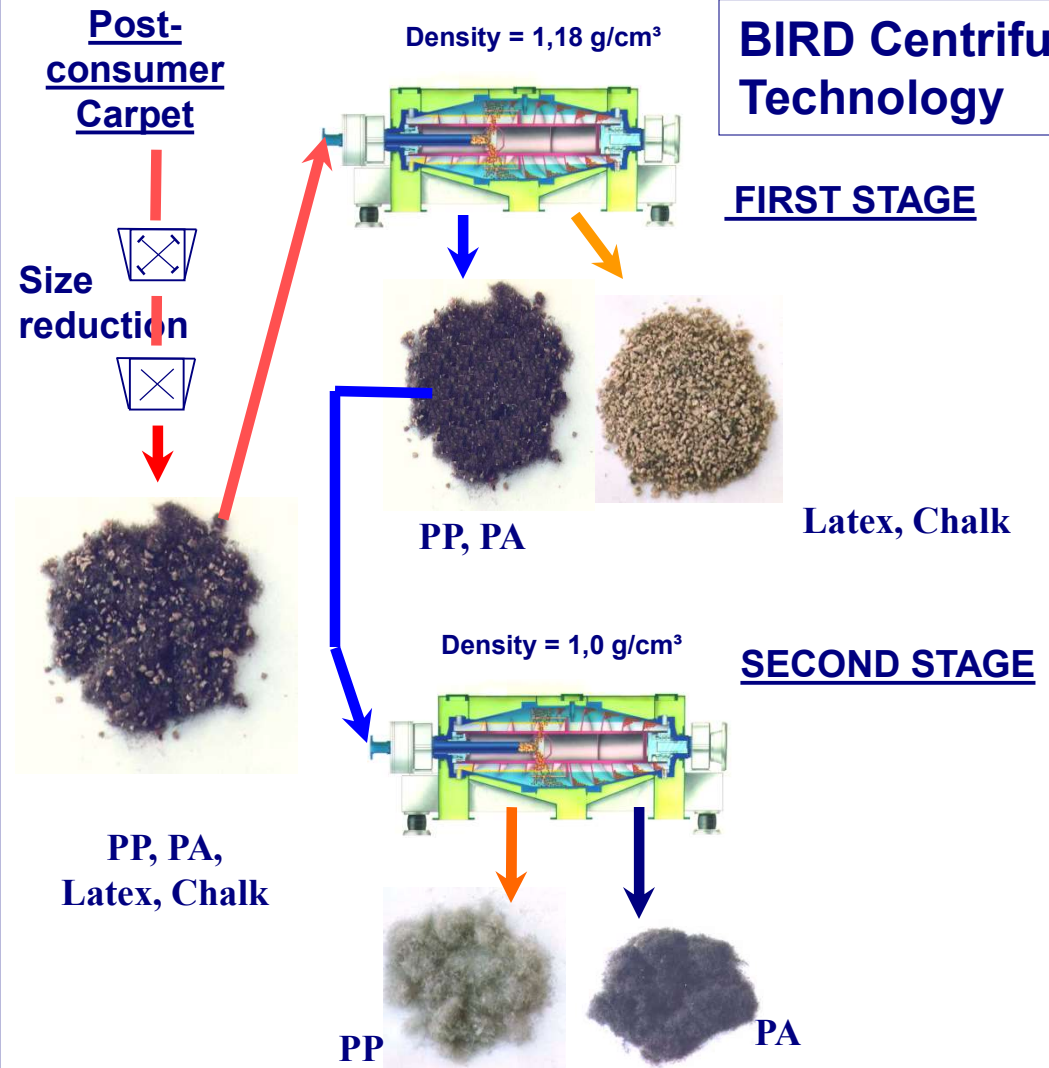 Post-
consumer
Carpet
Density = 1,18 g/cm³
BIRD Centrifu
Technology
FIRST STAGE
Size
reduction
PP, PA
Latex, Chalk
Density = 1,0 g/cm³
SECOND STAGE
PP, PA,
Latex, Chalk
PP
PA